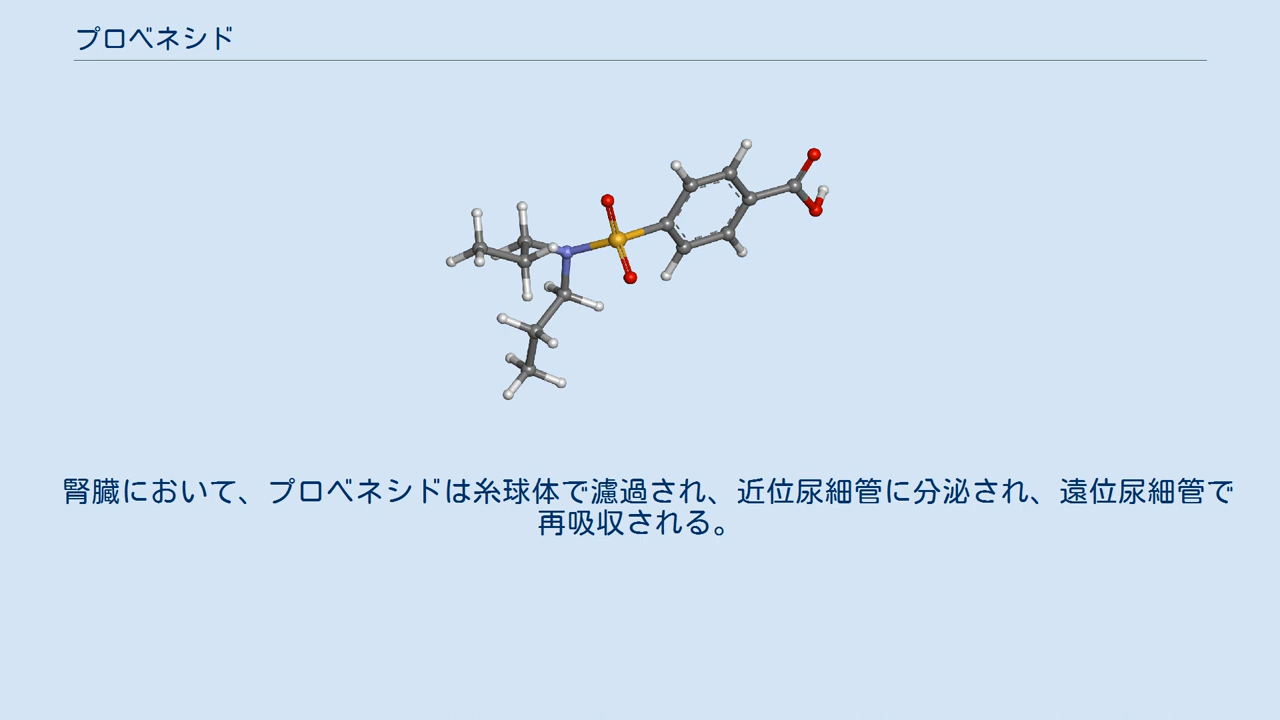 プロベネシド
腎臓において、プロベネシドは糸球体で濾過され、近位尿細管に分泌され、遠位尿細管で
再吸収される。